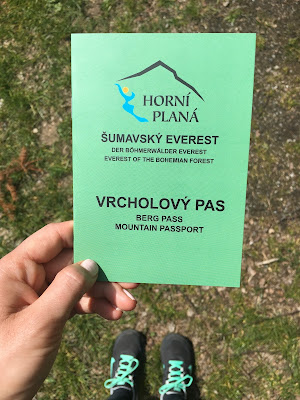 HORNÍ
PLANÁ
ŠUMAVSKÝ EVEREST
DER BÖHMERWÄLDER EVEREST
EVEREST OF THE BOHEMIAN FOREST
VRCHOLOVÝ PAS
BERG PASS
MOUNTAIN PASSPORT